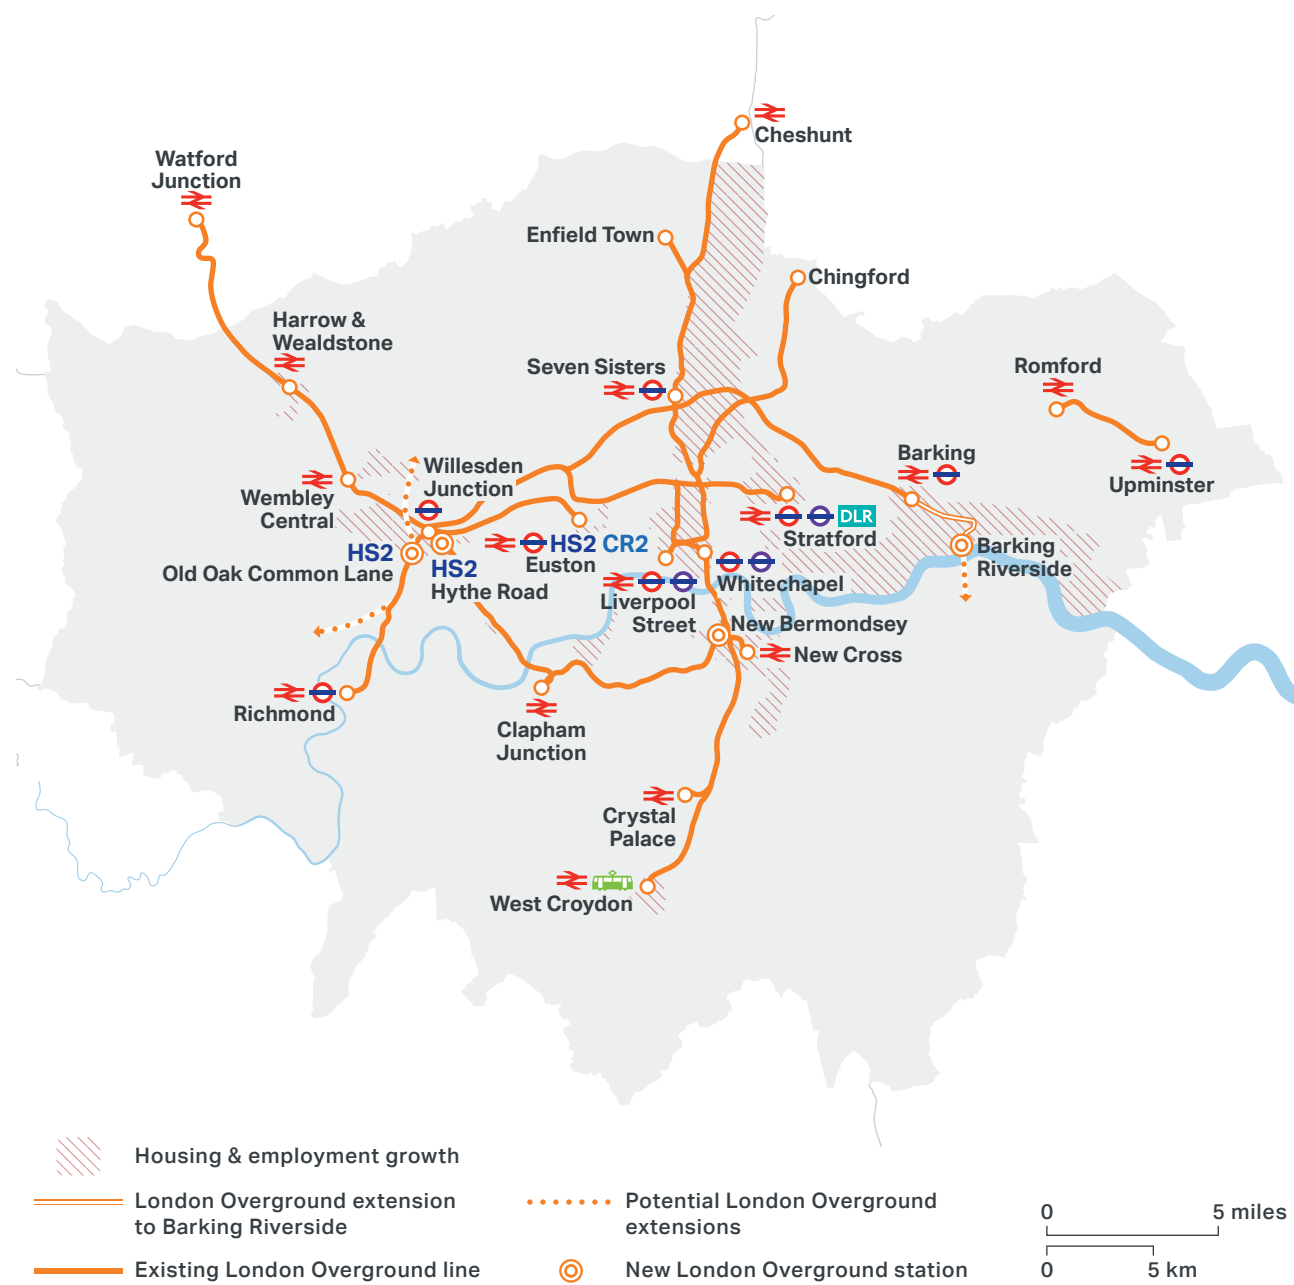 Cheshunt
Watford
Junction
Enfield Town
Chingford
Harrow &
Wealdstone
Seven Sisters
Romford
Barking
Upminster
Willesden
Junction
Wembley
Central
DLR
Stratford
HS2
Old Oak Common Lane
HS2 CR2
Euston
Barking
Riverside
HS2
Hythe Road
Whitechapel
Liverpool
Street
New Bermondsey
New Cross
Richmond
Clapham
Junction
Crystal
Palace
West Croydon
Housing & employment growth
London Overground extension
to Barking Riverside
Potential London Overground
extensions
Existing London Overground line
New London Overground station
0 5 miles
0 5 km